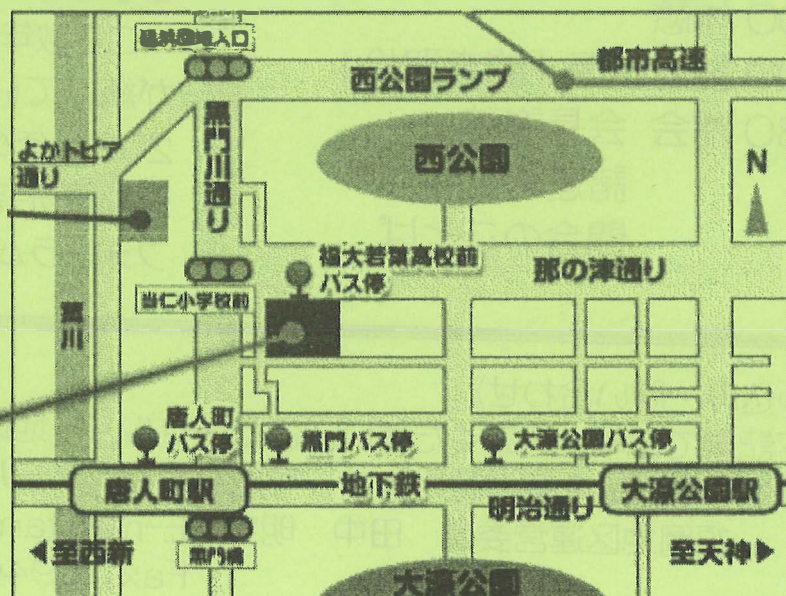 都市高速
西公園ランプ
黒門川通り
よかトピア
通り
西公園
N
福大若葉高校前
バス停
那の津通り
当仁小学校前
菰川
唐人町
バス停
黒門バス停
大濠公園バス停
唐人町駅
地下鉄
大濠公園駅
明治通り
◀至西新
黒門橋
至天神▶
大濠公園